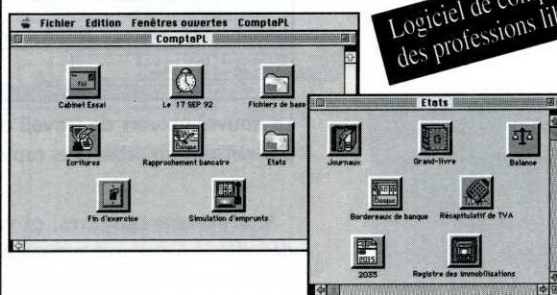 Fichier Edition Fenêtres ouvertes ComptaPL
Logiciel de
des professions
ComptaPL
Cabinet Essai Le 17 SEP 92 Fichiers de base
Ecritures Rapprochement bancaire Etats
Fin d'exercice Simulation d'emprunts
Etats
Journaux Grand-livre Balance
Banque
Bordereaux de banque Récapitulatif de TVA
2035
2035 Registre des immobilisations